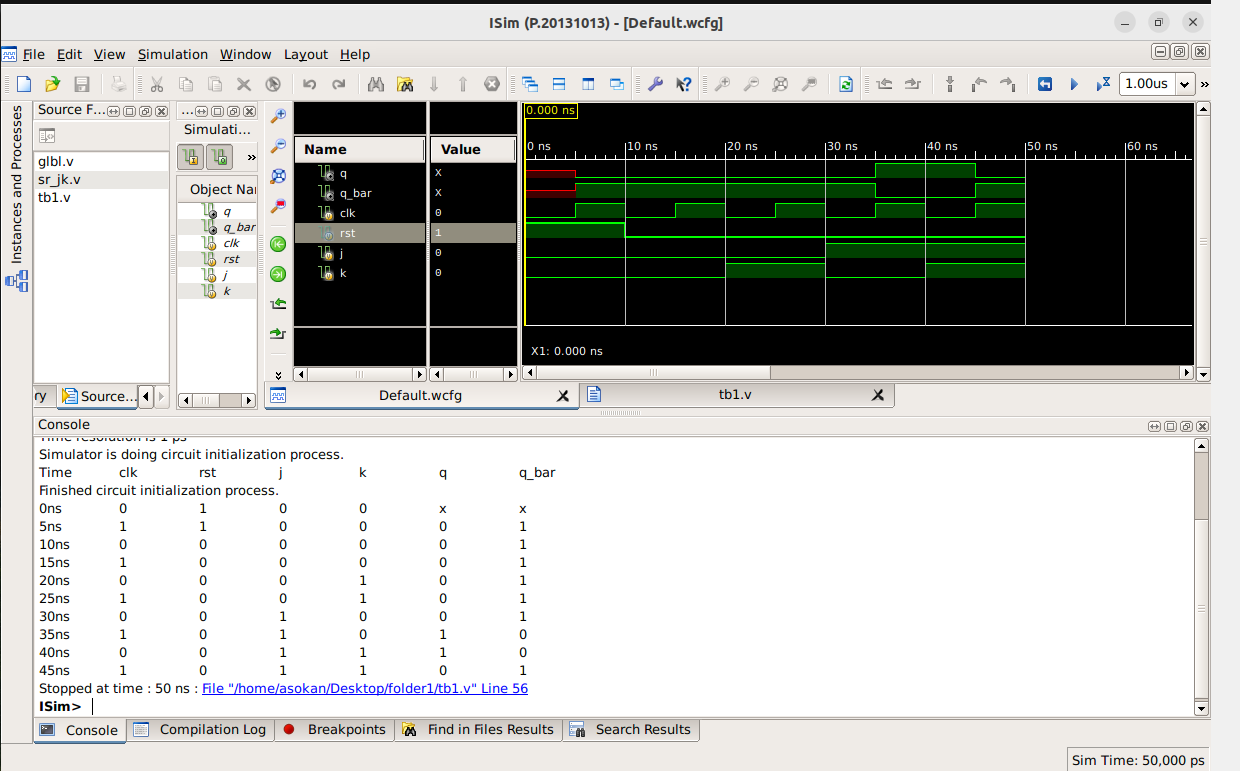 ISim (P.20131013) - [Default.wcfg]
File Edit View Simulation Window Layout Help
1.00us
»
Instances and Processes
Source F...
glbl.v
sr_jk.v
tb1.v
ry
Source...
...
Simulati...
»
Object Nar
q
q_bar
clk
rst
j
k
Name Value
q X
q_bar X
clk 0
rst 1
j 0
k 0
0.000 ns
0 ns 10 ns 20 ns 30 ns 40 ns 50 ns 60 ns
X1: 0.000 ns
Default.wcfg
tb1.v
Console
Time resolution is 1 ps
Simulator is doing circuit initialization process.
Time clk rst j k q q_bar
Finished circuit initialization process.
0ns 0 1 0 0 x x
5ns 1 1 0 0 0 1
10ns 0 0 0 0 0 1
15ns 1 0 0 0 0 1
20ns 0 0 0 1 0 1
25ns 1 0 0 1 0 1
30ns 0 0 1 0 0 1
35ns 1 0 1 0 1 0
40ns 0 0 1 1 1 0
45ns 1 0 1 1 0 1
Stopped at time : 50 ns : File "/home/asokan/Desktop/folder1/tb1.v" Line 56
ISim>
Console Compilation Log Breakpoints Find in Files Results Search Results
Sim Time: 50,000 ps